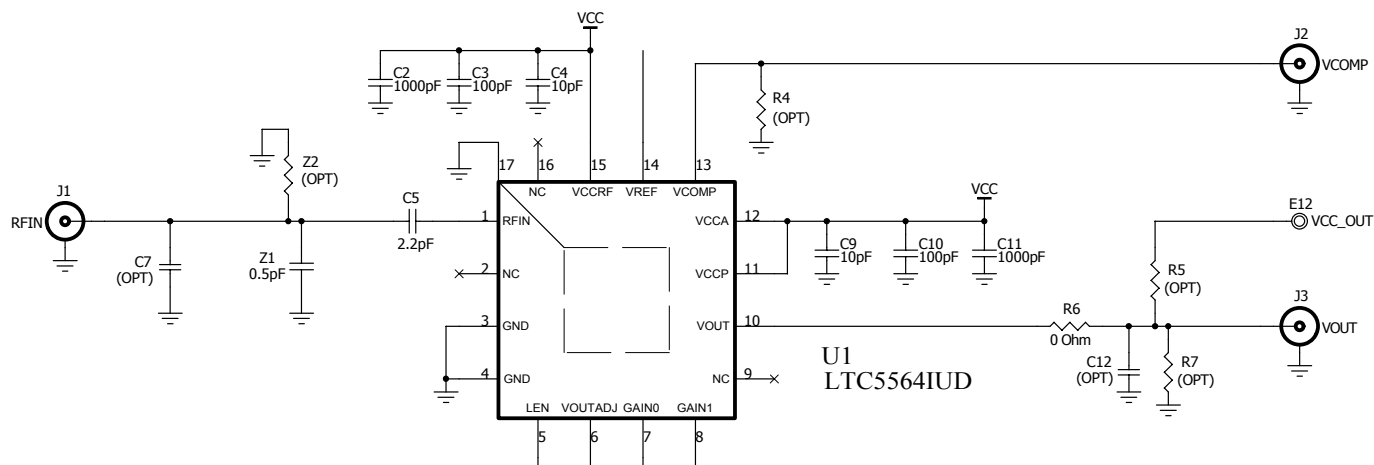 VCC
J2
VCOMP
C2
1000pF
C3
100pF
C4
10pF
R4
(OPT)
17
16
15
14
13
NC
VCCRF
VREF
VCOMP
Z2
(OPT)
J1
RFIN
C5
2.2pF
1
RFIN
C7
(OPT)
Z1
0.5pF
2
NC
3
GND
4
GND
VCCA
12
VCC
C9
10pF
C10
100pF
C11
1000pF
VCCP
11
E12
VCC_OUT
R5
(OPT)
VOUT
10
R6
0 Ohm
J3
VOUT
C12
(OPT)
R7
(OPT)
NC
9
U1
LTC5564IUD
LEN
VOUTADJ
GAIN0
GAIN1
5
6
7
8